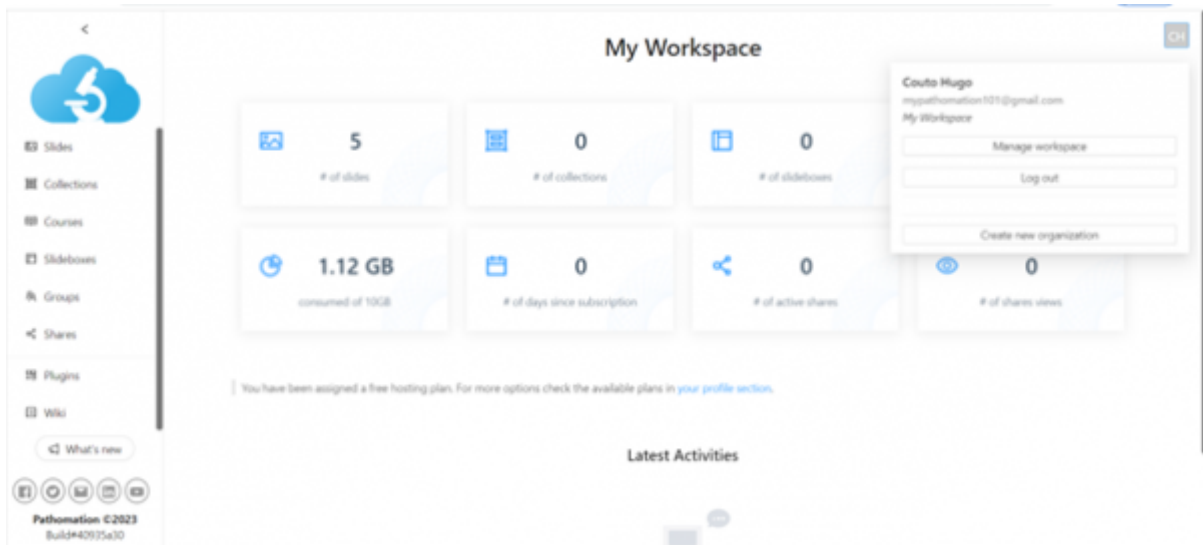 My Workspace
CH
Couto Hugo
mypathomation101@gmail.com
My Workspace
Manage workspace
Log out
Create new organization
Slides
Collections
Courses
Slideboxes
Groups
Shares
Plugins
Wiki
What's new
Pathomation ©2023
Build#40935a30
5
# of slides
0
# of collections
0
# of slideboxes
1.12 GB
consumed of 10GB
0
# of days since subscription
0
# of active shares
0
# of shares views
You have been assigned a free hosting plan. For more options check the available plans in your profile section.
Latest Activities